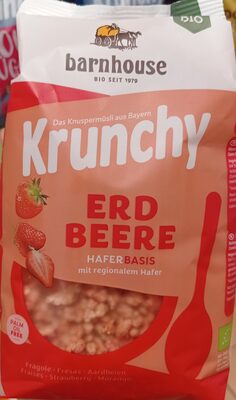 BIO
barnhouse
BIO SEIT 1979
Das Knuspermüsli aus Bayern
Krunchy
ERD
BEERE
HAFERBASIS
mit regionalem Hafer
PALM
OIL
FREE
Fragole · Fresas · Aardbeien
Fraises · Strawberry · Morango